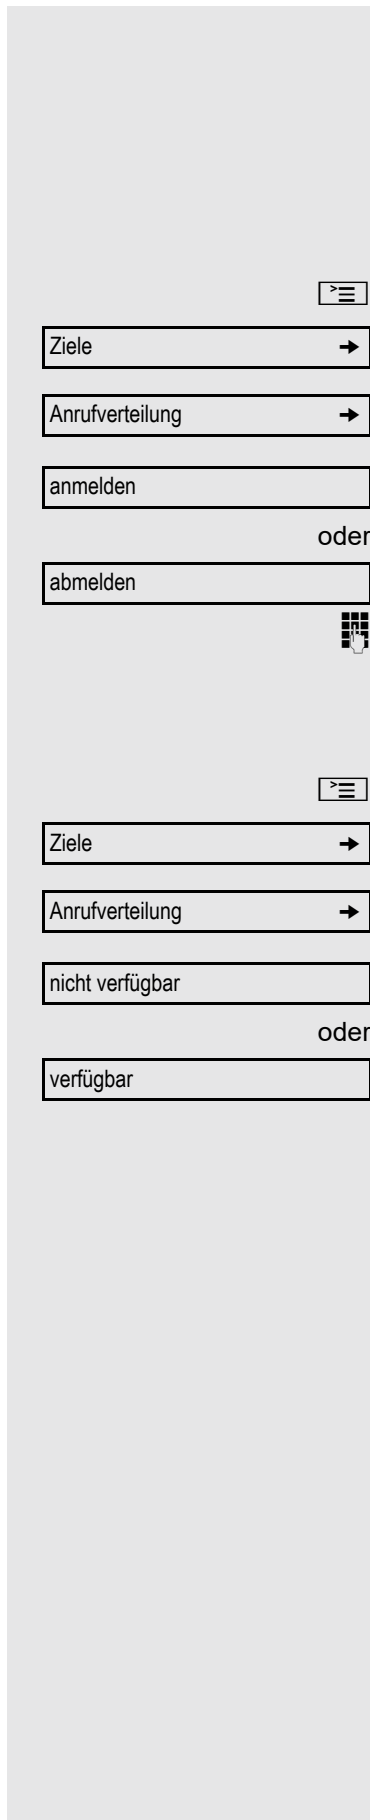 Ziele
Anrufverteilung
anmelden
oder
abmelden
Ziele
Anrufverteilung
nicht verfügbar
oder
verfügbar